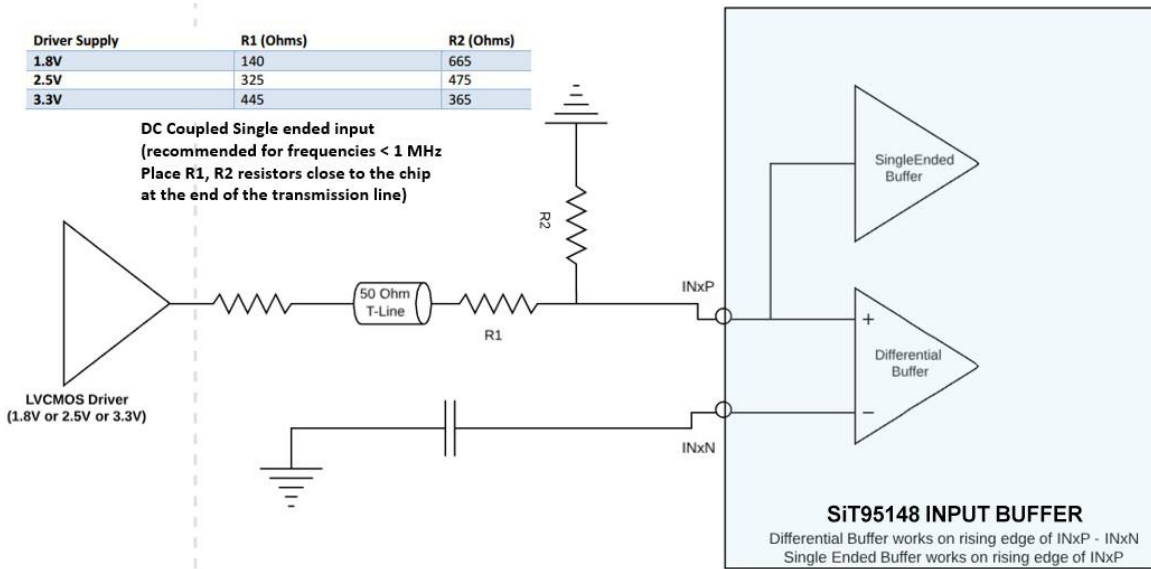 Driver Supply R1 (Ohms) R2 (Ohms)
1.8V 140 665
2.5V 325 475
3.3V 445 365
DC Coupled Single ended input
(recommended for frequencies < 1 MHz
Place R1, R2 resistors close to the chip
at the end of the transmission line)
SingleEnded
Buffer
R2
INxP
50 Ohm
T-Line
R1
+
Differential
Buffer
−
LVCMOS Driver
(1.8V or 2.5V or 3.3V)
INxN
SiT95148 INPUT BUFFER
Differential Buffer works on rising edge of INxP - INxN
Single Ended Buffer works on rising edge of INxP